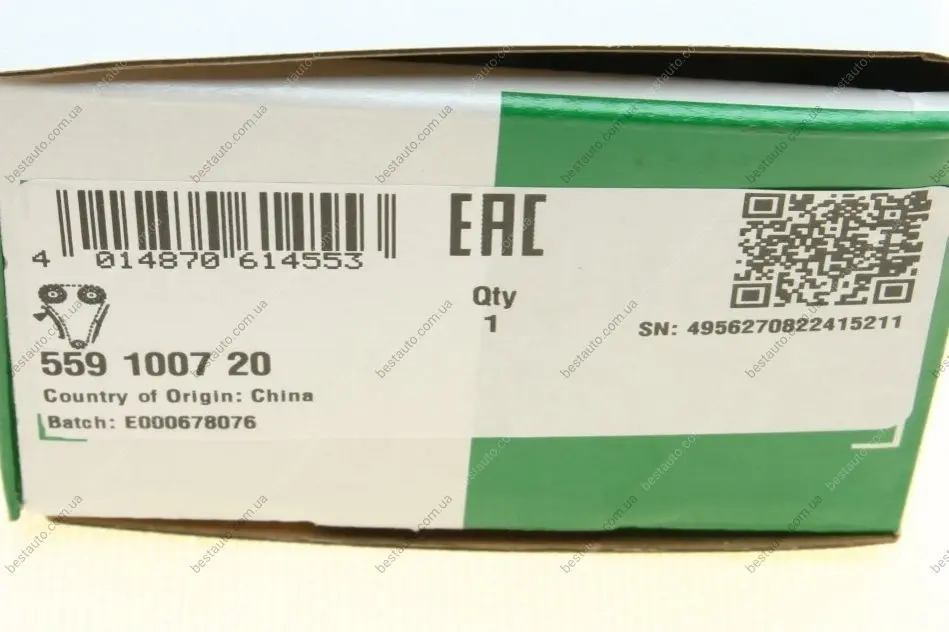 4 014870 614553
EAC
Qty
1
SN: 4956270822415211
559 1007 20
Country of Origin: China
Batch: E000678076
bestauto.com.ua